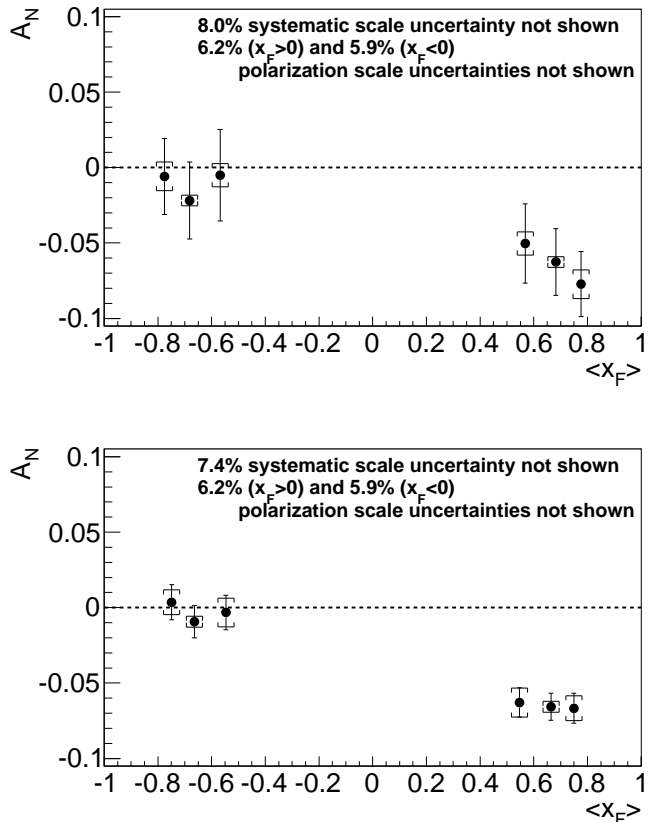 A_N
8.0% systematic scale uncertainty not shown
6.2% (x_F>0) and 5.9% (x_F<0)
polarization scale uncertainties not shown
0.1
0.05
0
-0.05
-0.1
-1 -0.8 -0.6 -0.4 -0.2 0 0.2 0.4 0.6 0.8 1
<x_F>
A_N
7.4% systematic scale uncertainty not shown
6.2% (x_F>0) and 5.9% (x_F<0)
polarization scale uncertainties not shown
0.1
0.05
0
-0.05
-0.1
-1 -0.8 -0.6 -0.4 -0.2 0 0.2 0.4 0.6 0.8 1
<x_F>